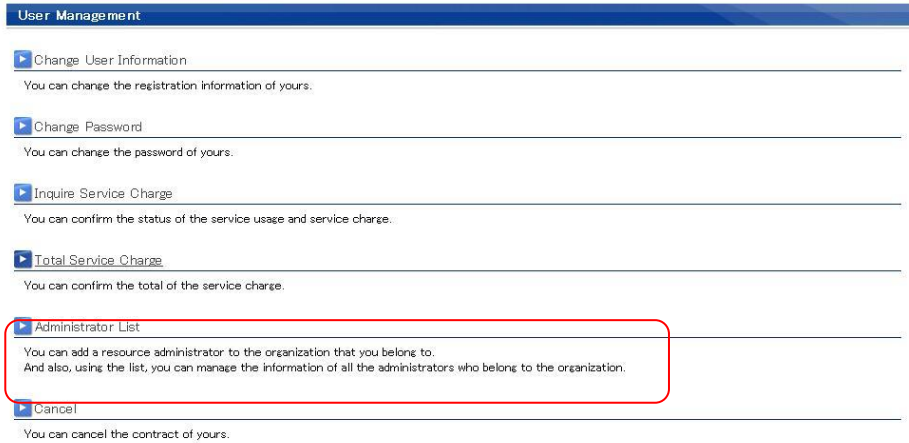 User Management
Change User Information
You can change the registration information of yours.
Change Password
You can change the password of yours.
Inquire Service Charge
You can confirm the status of the service usage and service charge.
Total Service Charge
You can confirm the total of the service charge.
Administrator List
You can add a resource administrator to the organization that you belong to.
And also, using the list, you can manage the information of all the administrators who belong to the organization.
Cancel
You can cancel the contract of yours.